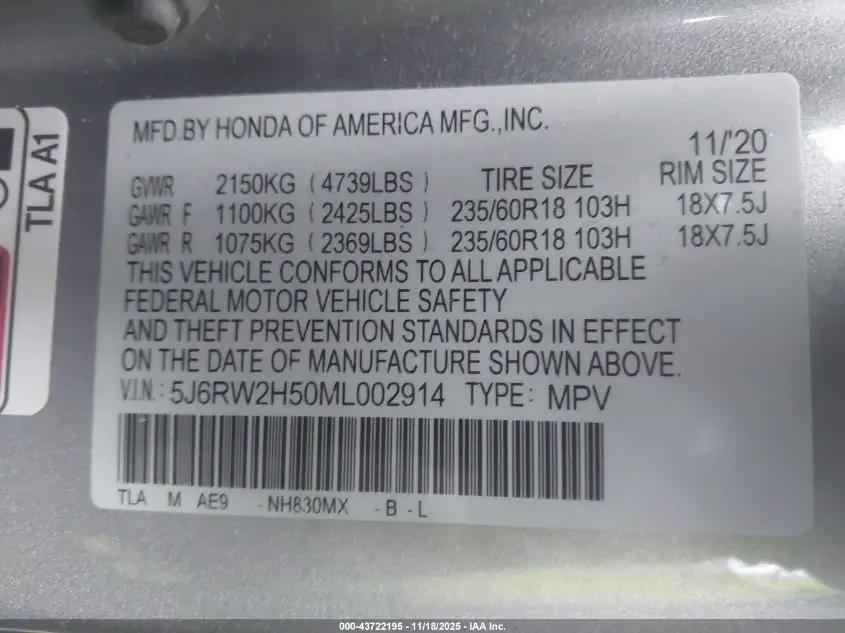 TLA A1
MFD.BY HONDA OF AMERICA MFG.,INC.
11/'20
GVWR 2150KG (4739LBS) TIRE SIZE RIM SIZE
GAWR F 1100KG (2425LBS) 235/60R18 103H 18X7.5J
GAWR R 1075KG (2369LBS) 235/60R18 103H 18X7.5J
THIS VEHICLE CONFORMS TO ALL APPLICABLE
FEDERAL MOTOR VEHICLE SAFETY
AND THEFT PREVENTION STANDARDS IN EFFECT
ON THE DATE OF MANUFACTURE SHOWN ABOVE.
V.I.N.: 5J6RW2H50ML002914 TYPE: MPV
TLA M AE9 -NH830MX -B -L
000-43722195 - 11/18/2025 - IAA Inc.